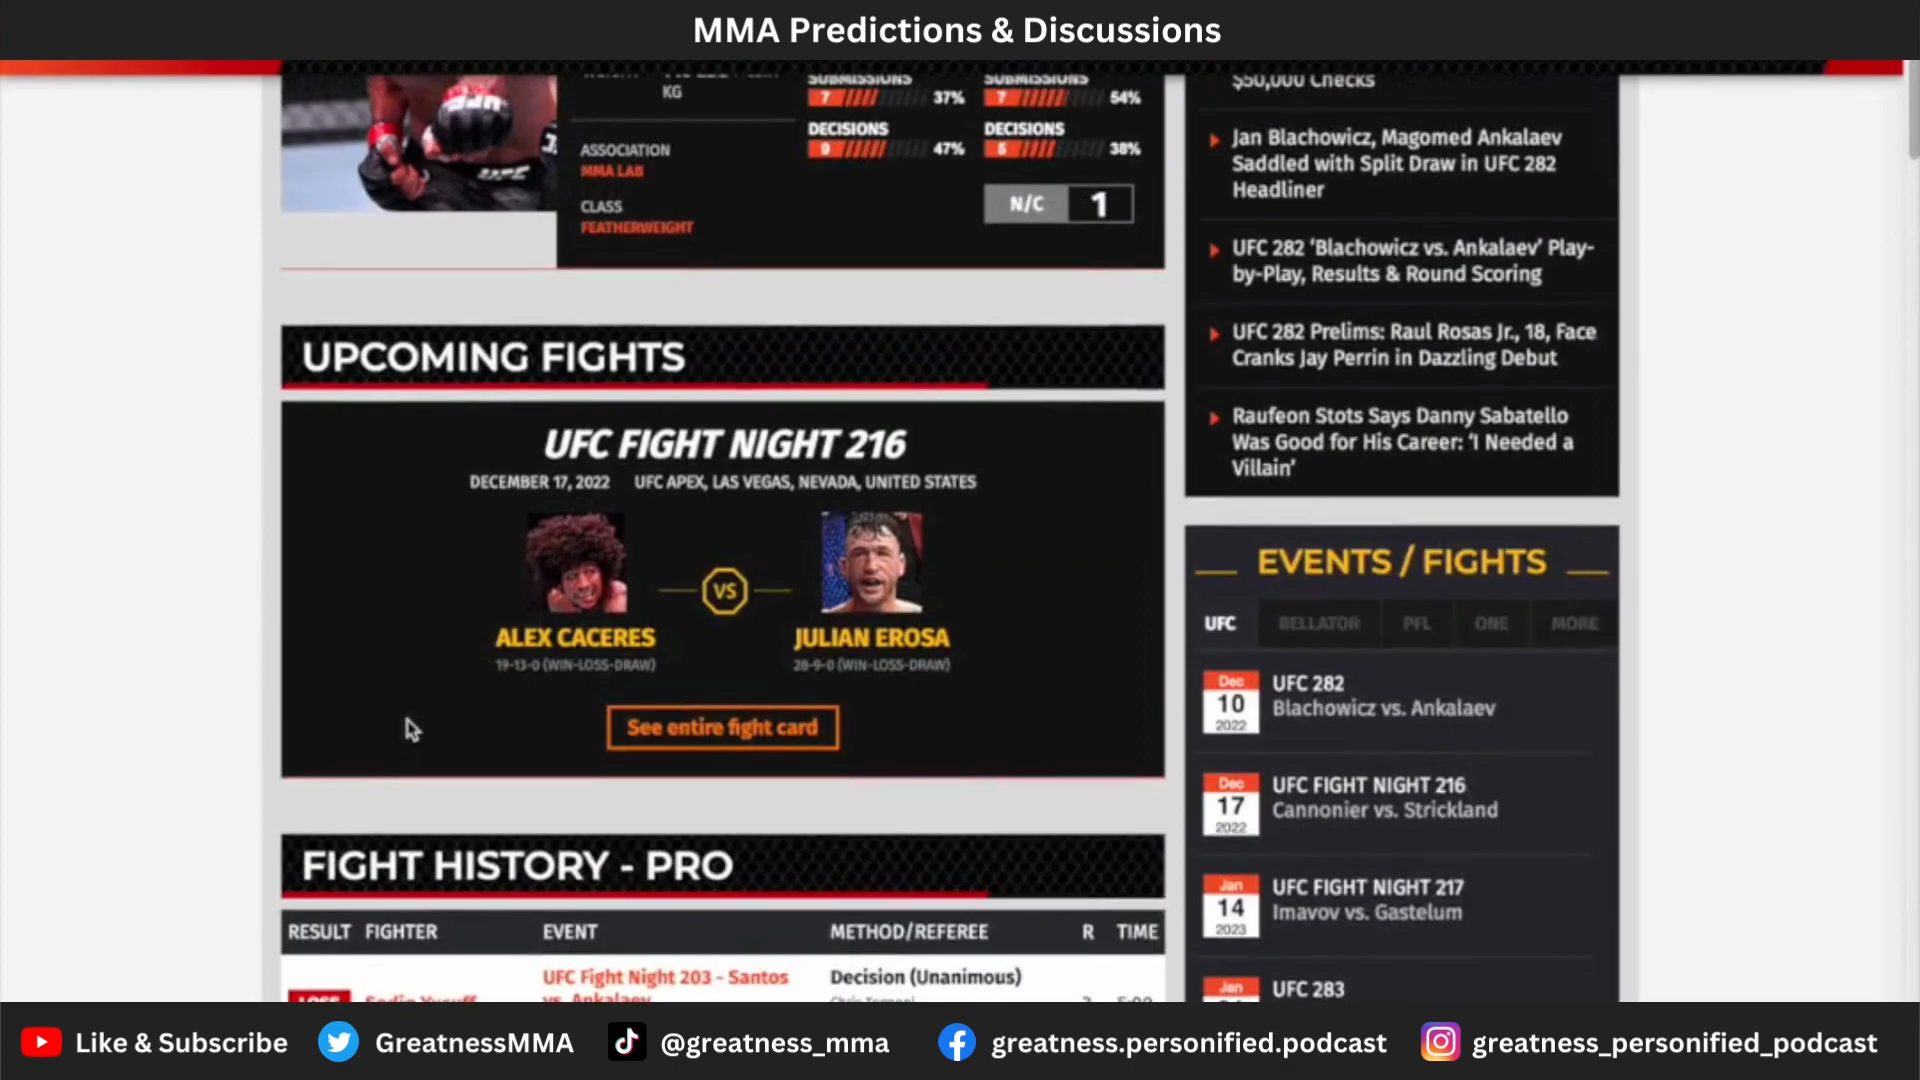 MMA Predictions & Discussions
KG
SUBMISSIONS
7 37%
SUBMISSIONS
7 54%
DECISIONS
9 47%
DECISIONS
5 38%
ASSOCIATION
MMA LAB
CLASS
FEATHERWEIGHT
N/C 1
UPCOMING FIGHTS
UFC FIGHT NIGHT 216
DECEMBER 17, 2022 UFC APEX, LAS VEGAS, NEVADA, UNITED STATES
VS
ALEX CACERES
19-13-0 (WIN-LOSS-DRAW)
JULIAN EROSA
28-9-0 (WIN-LOSS-DRAW)
See entire fight card
FIGHT HISTORY - PRO
RESULT FIGHTER EVENT METHOD/REFEREE R TIME
UFC Fight Night 203 - Santos Decision (Unanimous)
vs. Ankalaev
$50,000 Checks
Jan Blachowicz, Magomed Ankalaev
Saddled with Split Draw in UFC 282
Headliner
UFC 282 ‘Blachowicz vs. Ankalaev’ Play-
by-Play, Results & Round Scoring
UFC 282 Prelims: Raul Rosas Jr., 18, Face
Cranks Jay Perrin in Dazzling Debut
Raufeon Stots Says Danny Sabatello
Was Good for His Career: ‘I Needed a
Villain’
EVENTS / FIGHTS
UFC BELLATOR PFL ONE MORE
Dec
10
2022
UFC 282
Blachowicz vs. Ankalaev
Dec
17
2022
UFC FIGHT NIGHT 216
Cannonier vs. Strickland
Jan
14
2023
UFC FIGHT NIGHT 217
Imavov vs. Gastelum
Jan
UFC 283
Like & Subscribe GreatnessMMA @greatness_mma greatness.personified.podcast greatness_personified_podcast